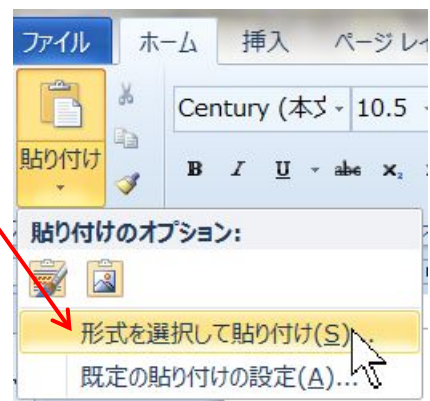 ファイル ホーム 挿入 ページ レイ
Century (本文 10.5
貼り付け
B I U abc x₂
貼り付けのオプション:
形式を選択して貼り付け(S)...
既定の貼り付けの設定(A)...